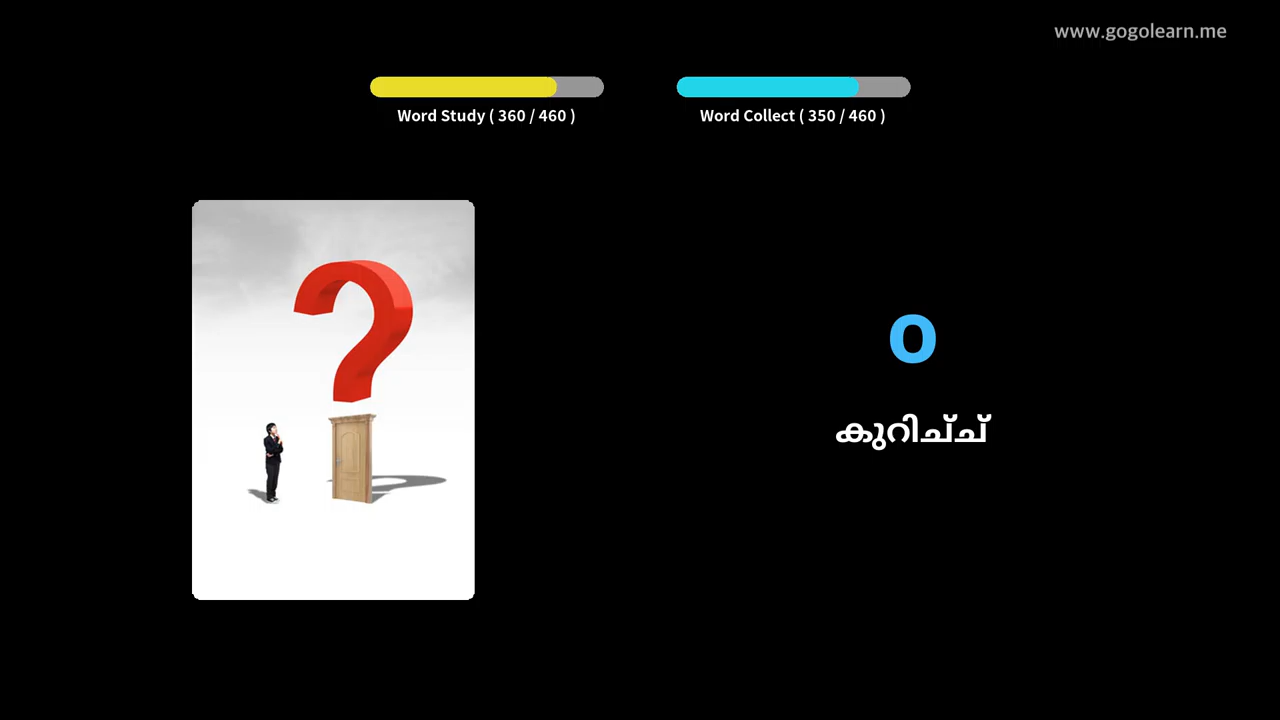 www.gogolearn.me
Word Study ( 360 / 460 )
Word Collect ( 350 / 460 )
?
o
കുറിച്ച്